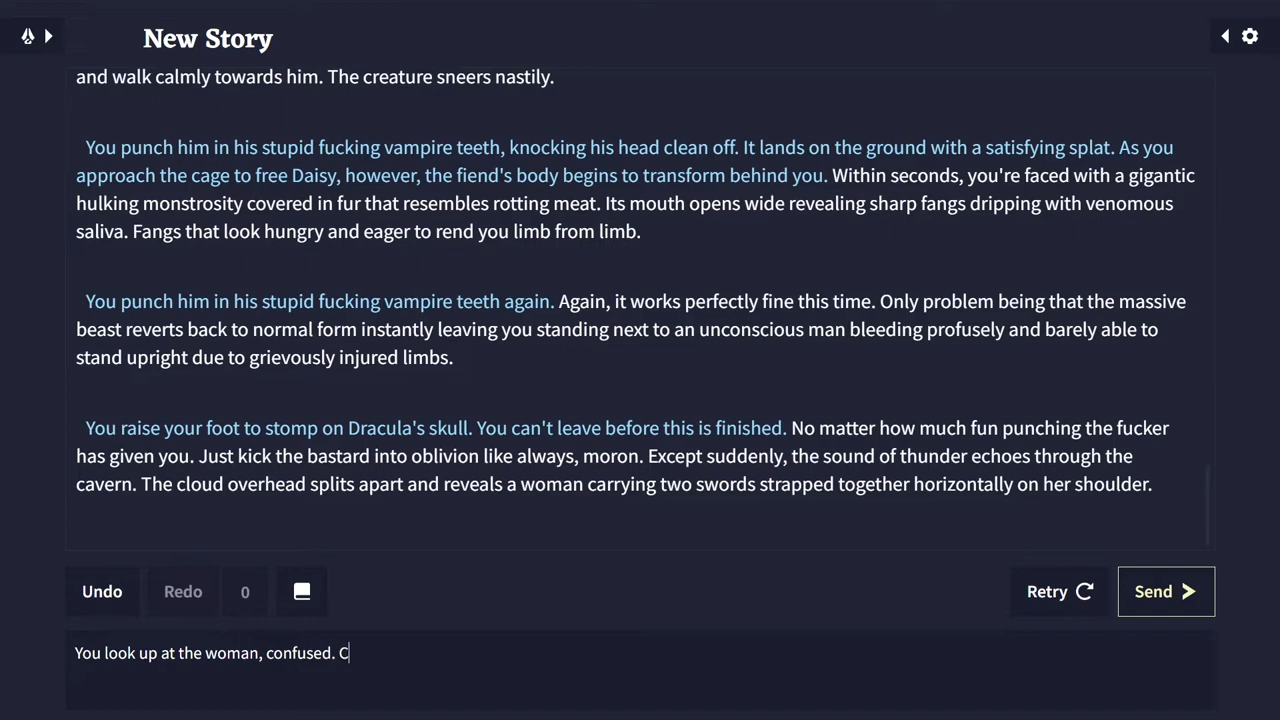 New Story
and walk calmly towards him. The creature sneers nastily.
You punch him in his stupid fucking vampire teeth, knocking his head clean off. It lands on the ground with a satisfying splat. As you
approach the cage to free Daisy, however, the fiend's body begins to transform behind you. Within seconds, you're faced with a gigantic
hulking monstrosity covered in fur that resembles rotting meat. Its mouth opens wide revealing sharp fangs dripping with venomous
saliva. Fangs that look hungry and eager to rend you limb from limb.
You punch him in his stupid fucking vampire teeth again. Again, it works perfectly fine this time. Only problem being that the massive
beast reverts back to normal form instantly leaving you standing next to an unconscious man bleeding profusely and barely able to
stand upright due to grievously injured limbs.
You raise your foot to stomp on Dracula's skull. You can't leave before this is finished. No matter how much fun punching the fucker
has given you. Just kick the bastard into oblivion like always, moron. Except suddenly, the sound of thunder echoes through the
cavern. The cloud overhead splits apart and reveals a woman carrying two swords strapped together horizontally on her shoulder.
Undo Redo 0 Retry Send
You look up at the woman, confused. C